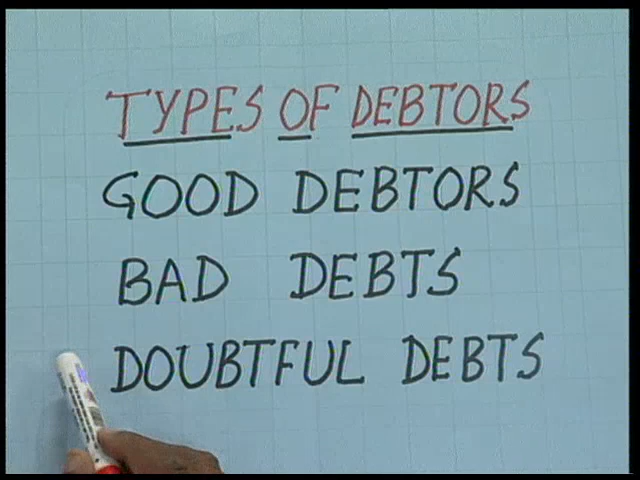 TYPES OF DEBTORS
GOOD DEBTORS
BAD DEBTS
DOUBTFUL DEBTS